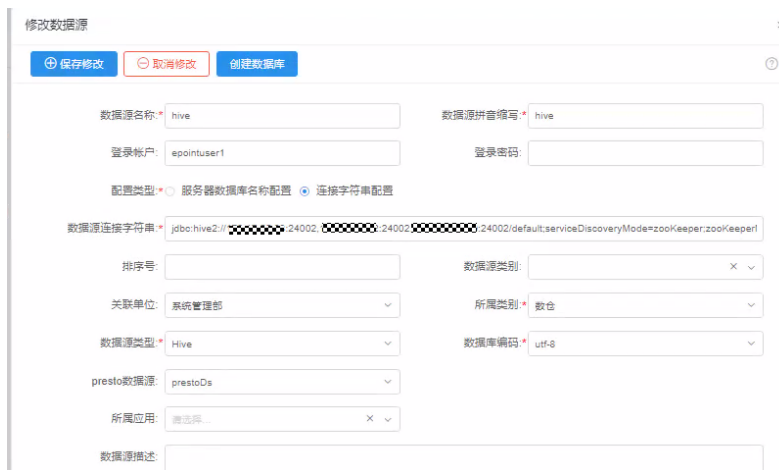 修改数据源
保存修改 取消修改 创建数据库
数据源名称:* hive 数据源拼音缩写:* hive
登录帐户: epointuser1 登录密码:
配置类型:* 服务器数据库名称配置 连接字符串配置
数据源连接字符串:* jdbc:hive2:// :24002, :24002, :24002/default;serviceDiscoveryMode=zooKeeper;zooKeeperI
排序号: 数据源类别:
关联单位: 系统管理部 所属类别:* 数仓
数据源类型:* Hive 数据库编码:* utf-8
presto数据源: prestoDs
所属应用: 请选择...
数据源描述: